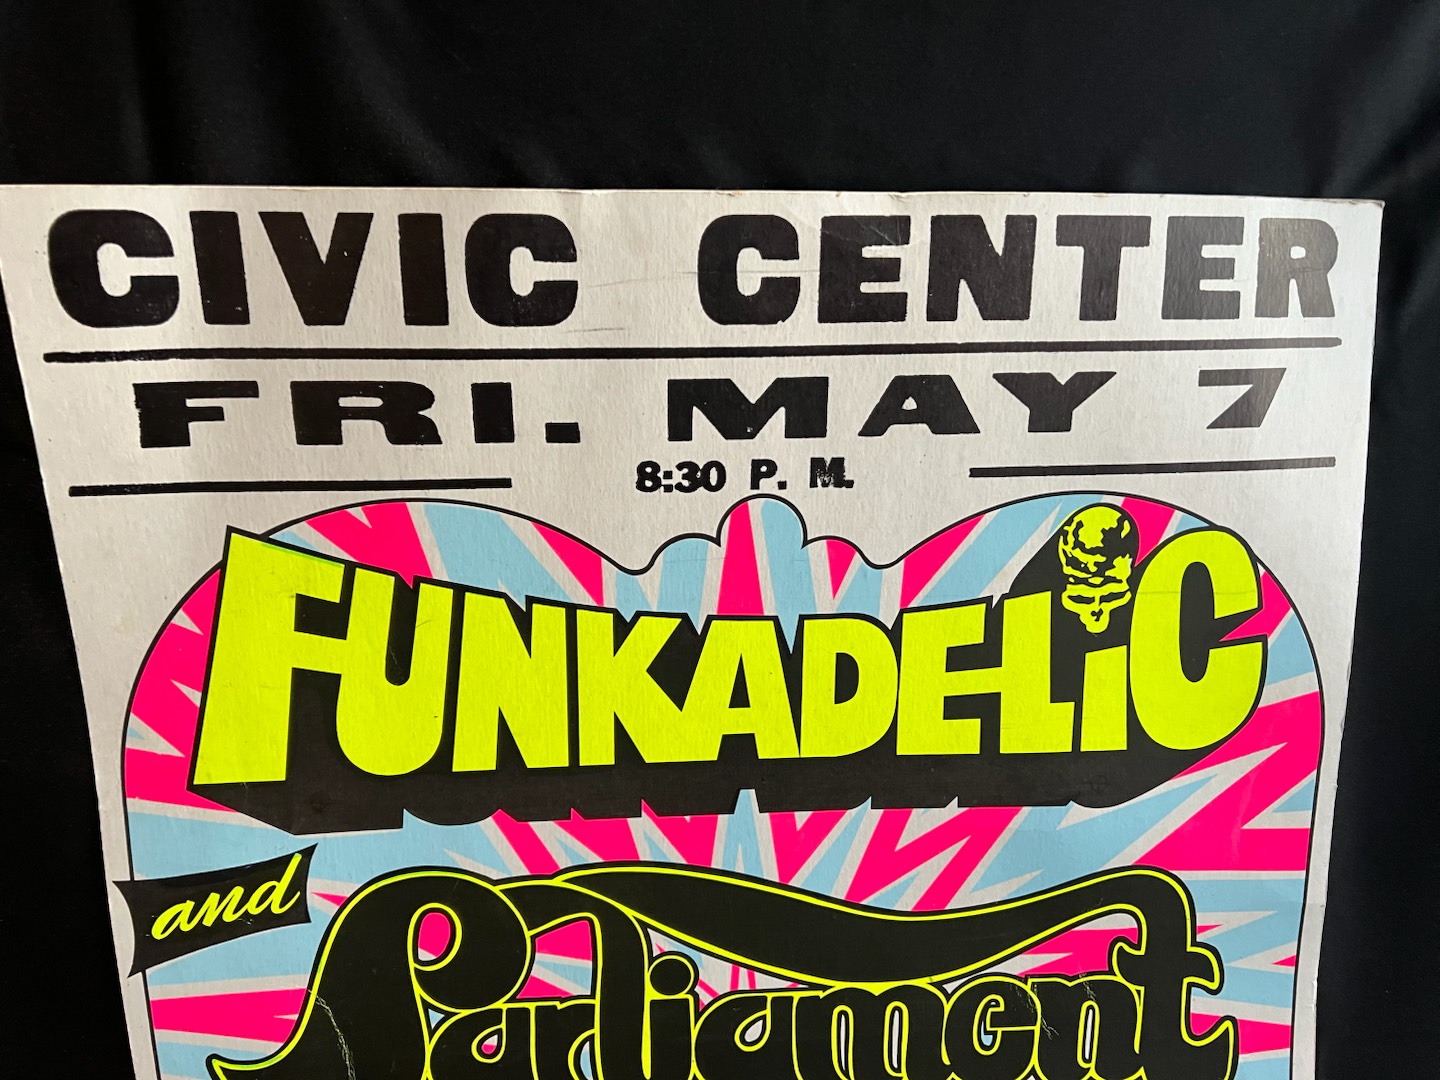 CIVIC CENTER
FRI. MAY 7
8:30 P. M.
FUNKADELiC
and
Parliament